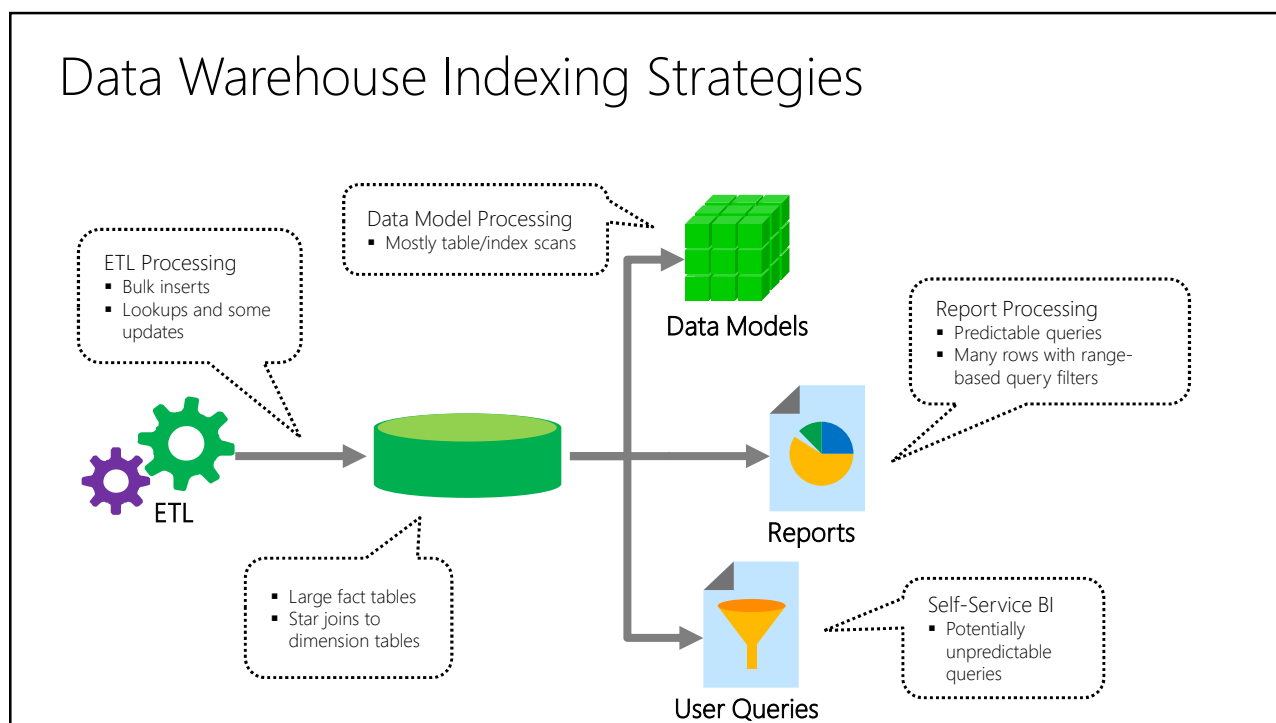 Data Warehouse Indexing Strategies
Data Model Processing
▪ Mostly table/index scans
ETL Processing
▪ Bulk inserts
▪ Lookups and some
updates
Data Models
Report Processing
▪ Predictable queries
▪ Many rows with range-
based query filters
ETL
Reports
▪ Large fact tables
▪ Star joins to
dimension tables
Self-Service BI
▪ Potentially
unpredictable
queries
User Queries